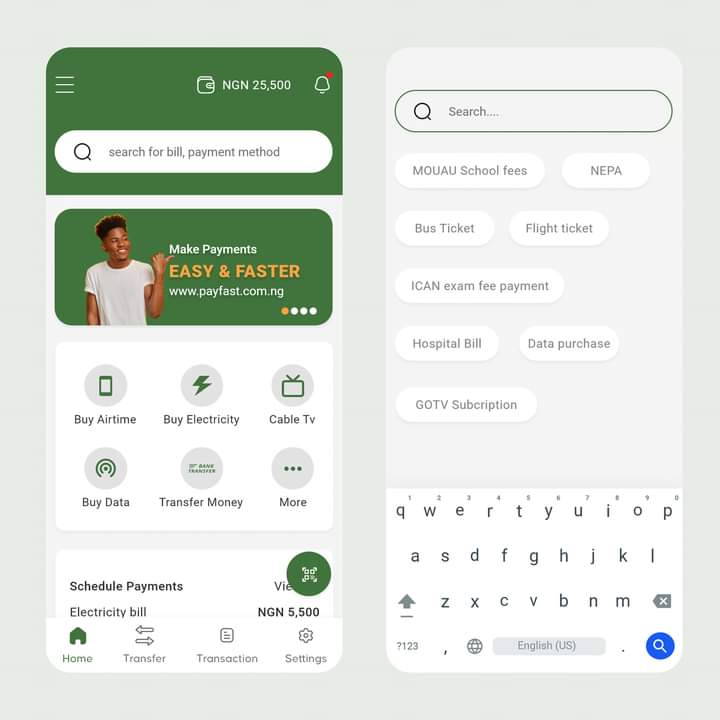 NGN 25,500
search for bill, payment method
Make Payments
EASY & FASTER
www.payfast.com.ng
Buy Airtime
Buy Electricity
Cable Tv
BANK
TRANSFER
Buy Data
Transfer Money
More
Schedule Payments
Vie
Electricity bill
NGN 5,500
Home
Transfer
Transaction
Settings
Search....
MOUAU School fees
NEPA
Bus Ticket
Flight ticket
ICAN exam fee payment
Hospital Bill
Data purchase
GOTV Subcription
1 2 3 4 5 6 7 8 9 0
q w e r t y u i o p
a s d f g h j k l
z x c v b n m
?123 , English (US) .